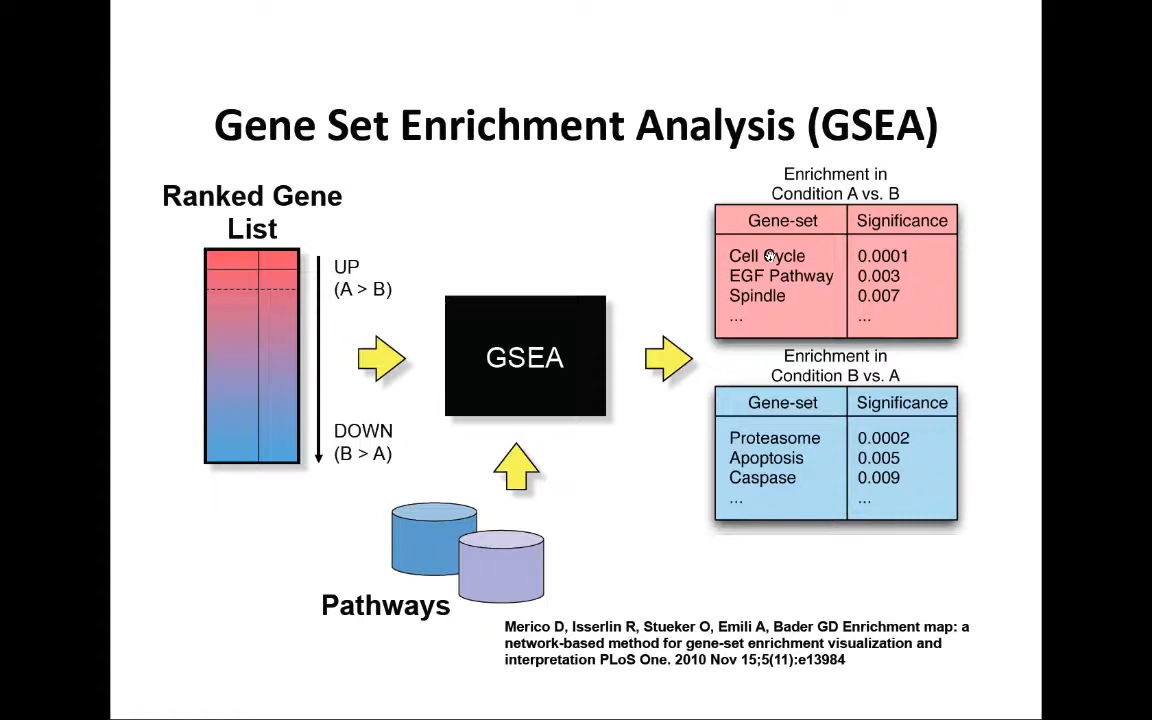 Gene Set Enrichment Analysis (GSEA)
Ranked Gene
List
UP
(A > B)
DOWN
(B > A)
GSEA
Pathways
Enrichment in
Condition A vs. B
Gene-set Significance
Cell Cycle 0.0001
EGF Pathway 0.003
Spindle 0.007
... ...
Enrichment in
Condition B vs. A
Gene-set Significance
Proteasome 0.0002
Apoptosis 0.005
Caspase 0.009
... ...
Merico D, Isserlin R, Stueker O, Emili A, Bader GD Enrichment map: a
network-based method for gene-set enrichment visualization and
interpretation PLoS One. 2010 Nov 15;5(11):e13984